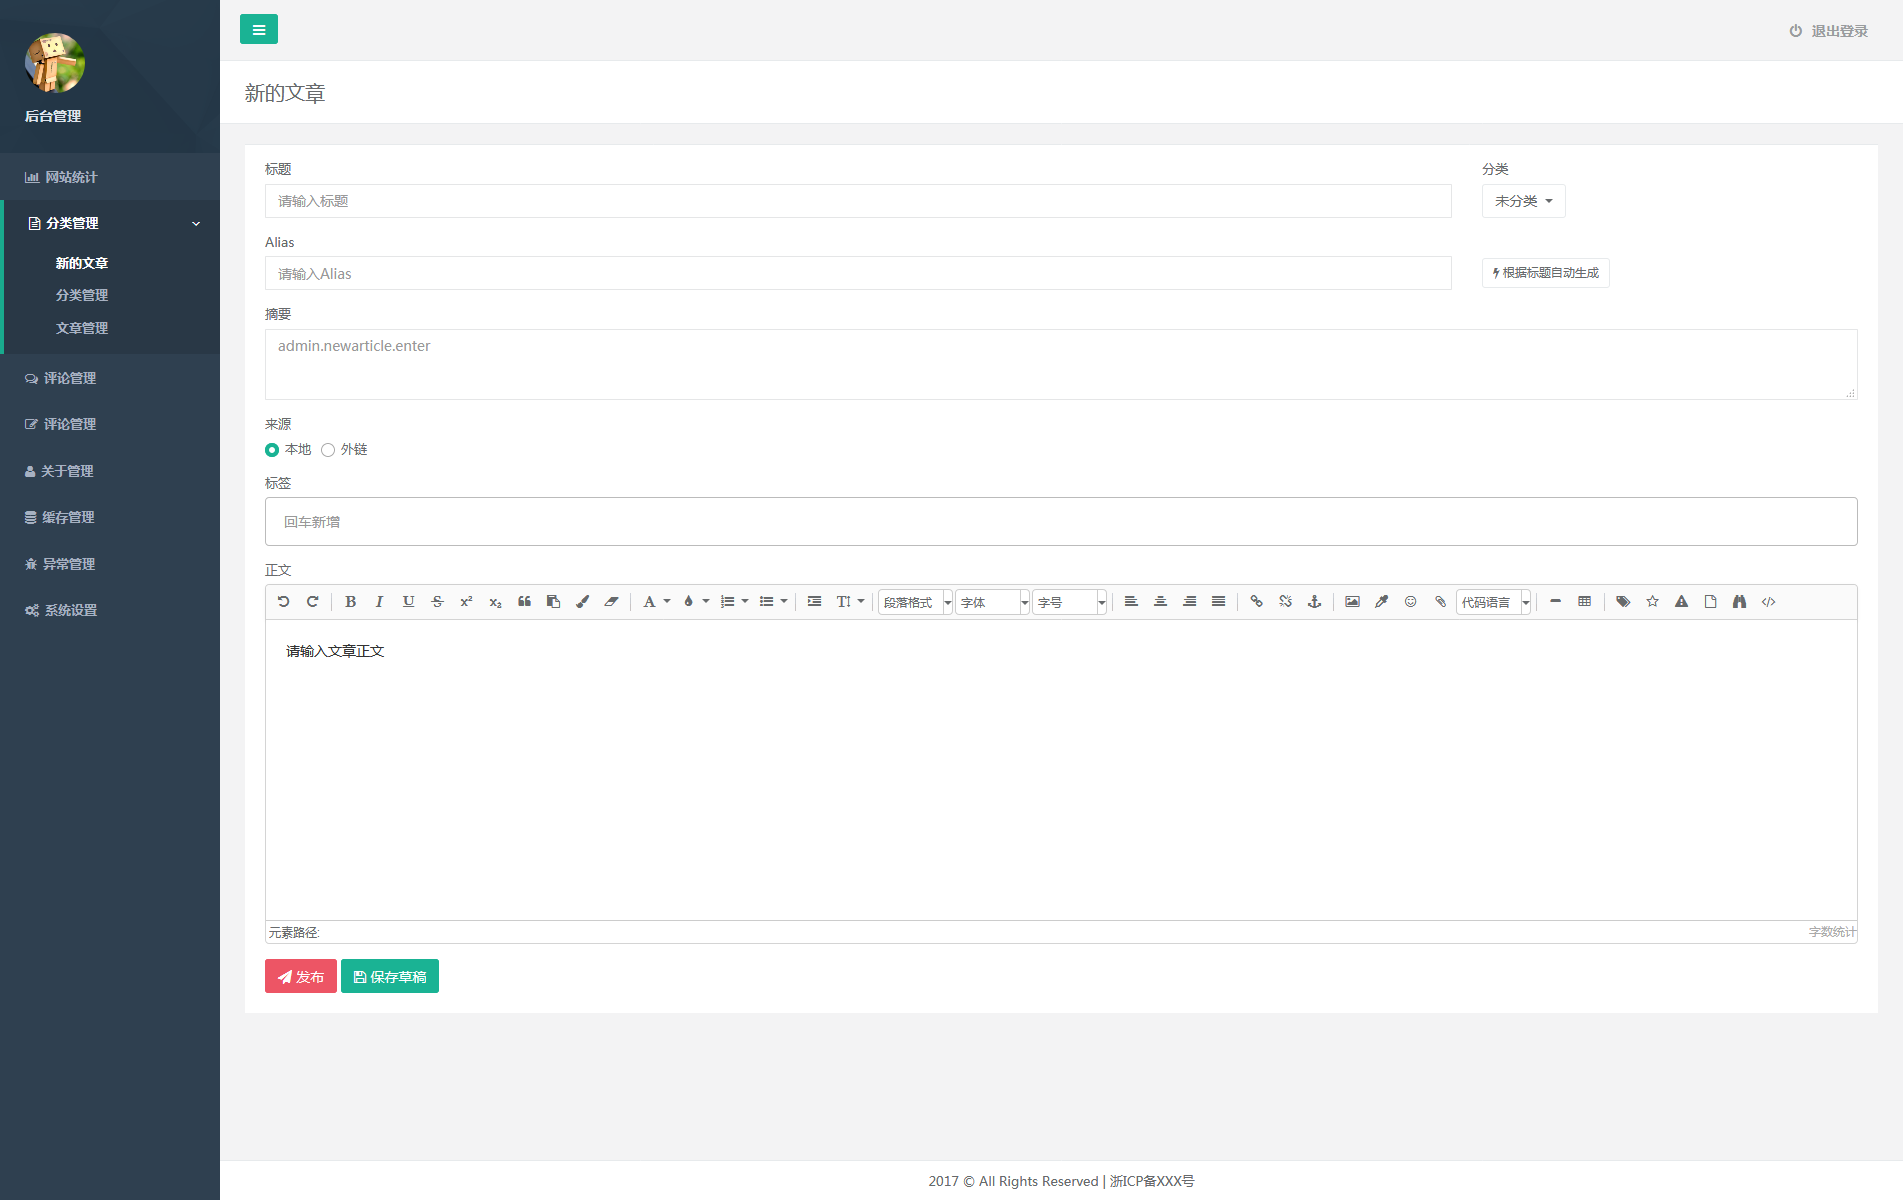 退出登录
后台管理
网站统计
分类管理
新的文章
分类管理
文章管理
评论管理
评论管理
关于管理
缓存管理
异常管理
系统设置
新的文章
标题
请输入标题
分类
未分类
Alias
请输入Alias
根据标题自动生成
摘要
admin.newarticle.enter
来源
本地 外链
标签
回车新增
正文
段落格式 字体 字号 代码语言
请输入文章正文
元素路径: 字数统计
发布 保存草稿
2017 © All Rights Reserved | 浙ICP备XXX号